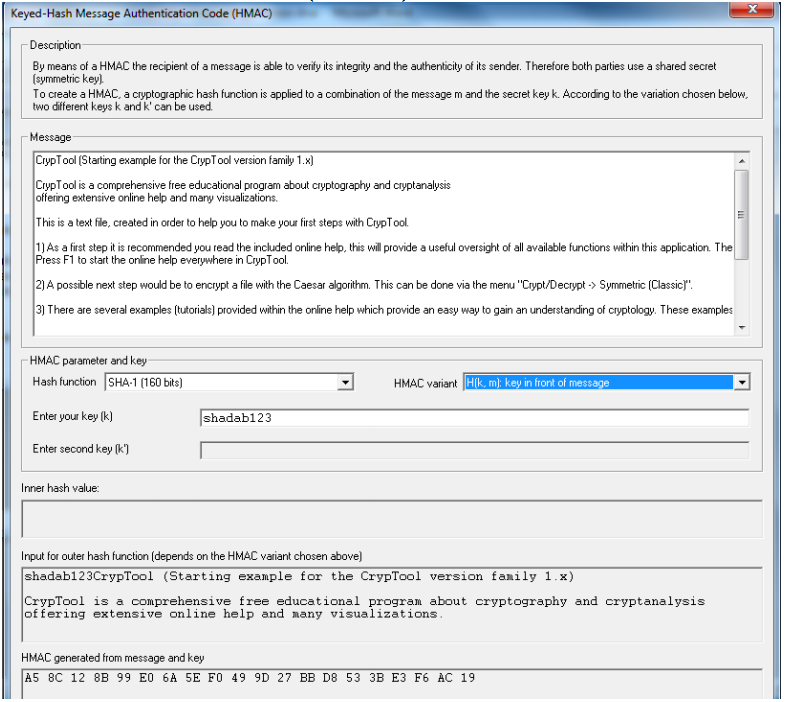 Keyed-Hash Message Authentication Code (HMAC)
Description
By means of a HMAC the recipient of a message is able to verify its integrity and the authenticity of its sender. Therefore both parties use a shared secret
(symmetric key).
To create a HMAC, a cryptographic hash function is applied to a combination of the message m and the secret key k. According to the variation chosen below,
two different keys k and k' can be used.
Message
CrypTool (Starting example for the CrypTool version family 1.x)
CrypTool is a comprehensive free educational program about cryptography and cryptanalysis
offering extensive online help and many visualizations.
This is a text file, created in order to help you to make your first steps with CrypTool.
1) As a first step it is recommended you read the included online help, this will provide a useful oversight of all available functions within this application. The
Press F1 to start the online help everywhere in CrypTool.
2) A possible next step would be to encrypt a file with the Caesar algorithm. This can be done via the menu "Crypt/Decrypt -> Symmetric (Classic)".
3) There are several examples (tutorials) provided within the online help which provide an easy way to gain an understanding of cryptology. These examples
HMAC parameter and key
Hash function SHA-1 (160 bits) HMAC variant H(k, m): key in front of message
Enter your key (k) shadab123
Enter second key (k')
Inner hash value:
Input for outer hash function (depends on the HMAC variant chosen above)
shadab123CrypTool (Starting example for the CrypTool version family 1.x)
CrypTool is a comprehensive free educational program about cryptography and cryptanalysis
offering extensive online help and many visualizations.
HMAC generated from message and key
A5 8C 12 8B 99 E0 6A 5E F0 49 9D 27 BB D8 53 3B E3 F6 AC 19